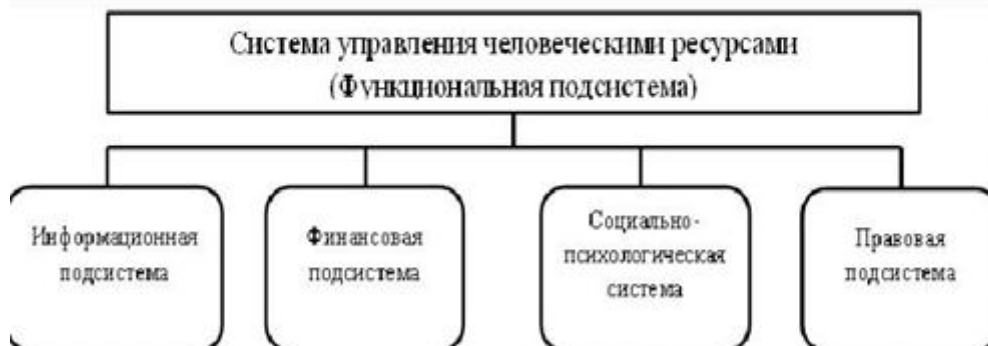 Система управления человеческими ресурсами
(Функциональная подсистема)
Информационная
подсистема
Финансовая
подсистема
Социально-
психологическая
система
Правовая
подсистема